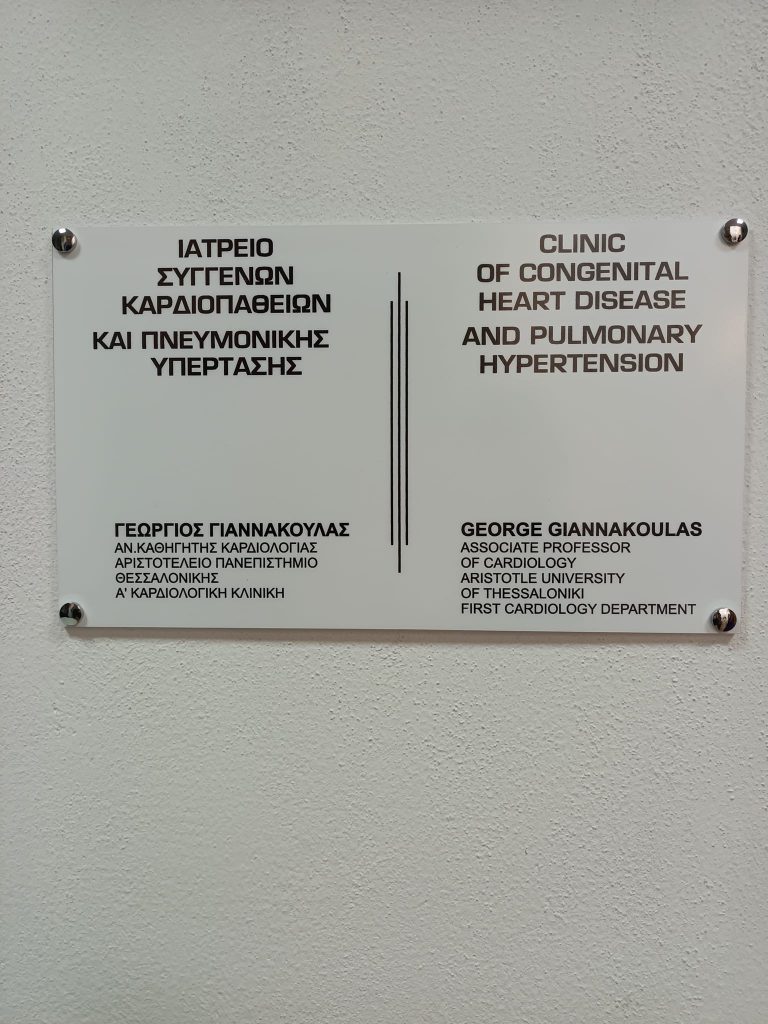 ΙΑΤΡΕΙΟ
ΣΥΓΓΕΝΩΝ
ΚΑΡΔΙΟΠΑΘΕΙΩΝ
ΚΑΙ ΠΝΕΥΜΟΝΙΚΗΣ
ΥΠΕΡΤΑΣΗΣ
ΓΕΩΡΓΙΟΣ ΓΙΑΝΝΑΚΟΥΛΑΣ
ΑΝ.ΚΑΘΗΓΗΤΗΣ ΚΑΡΔΙΟΛΟΓΙΑΣ
ΑΡΙΣΤΟΤΕΛΕΙΟ ΠΑΝΕΠΙΣΤΗΜΙΟ
ΘΕΣΣΑΛΟΝΙΚΗΣ
Α' ΚΑΡΔΙΟΛΟΓΙΚΗ ΚΛΙΝΙΚΗ
CLINIC
OF CONGENITAL
HEART DISEASE
AND PULMONARY
HYPERTENSION
GEORGE GIANNAKOULAS
ASSOCIATE PROFESSOR
OF CARDIOLOGY
ARISTOTLE UNIVERSITY
OF THESSALONIKI
FIRST CARDIOLOGY DEPARTMENT